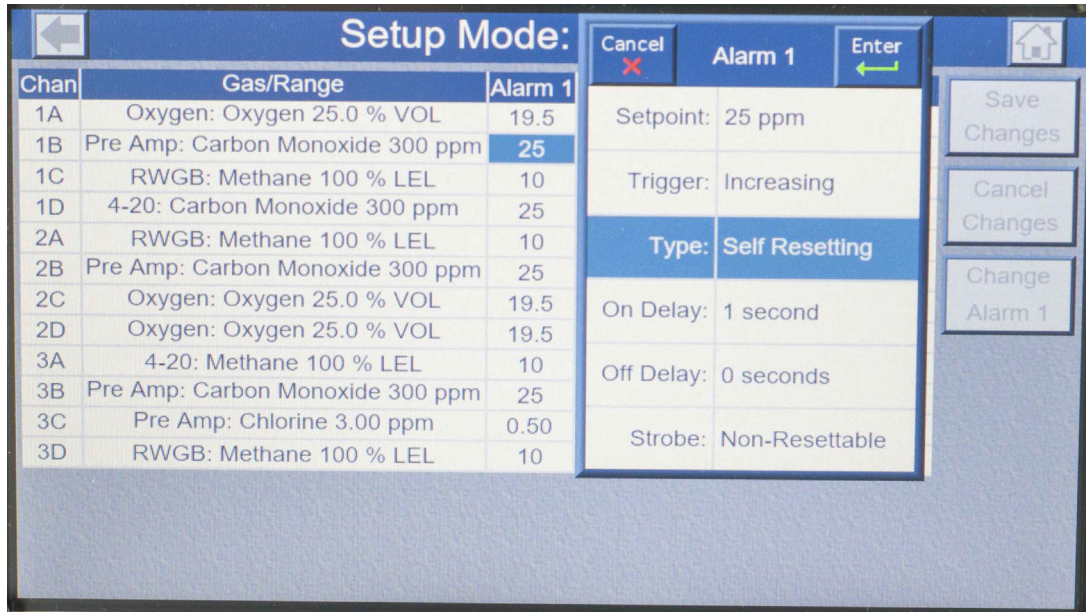 Setup Mode:
Chan Gas/Range Alarm 1
1A Oxygen: Oxygen 25.0 % VOL 19.5
1B Pre Amp: Carbon Monoxide 300 ppm 25
1C RWGB: Methane 100 % LEL 10
1D 4-20: Carbon Monoxide 300 ppm 25
2A RWGB: Methane 100 % LEL 10
2B Pre Amp: Carbon Monoxide 300 ppm 25
2C Oxygen: Oxygen 25.0 % VOL 19.5
2D Oxygen: Oxygen 25.0 % VOL 19.5
3A 4-20: Methane 100 % LEL 10
3B Pre Amp: Carbon Monoxide 300 ppm 25
3C Pre Amp: Chlorine 3.00 ppm 0.50
3D RWGB: Methane 100 % LEL 10
Cancel Alarm 1 Enter
Setpoint: 25 ppm
Trigger: Increasing
Type: Self Resetting
On Delay: 1 second
Off Delay: 0 seconds
Strobe: Non-Resettable
Save
Changes
Cancel
Changes
Change
Alarm 1